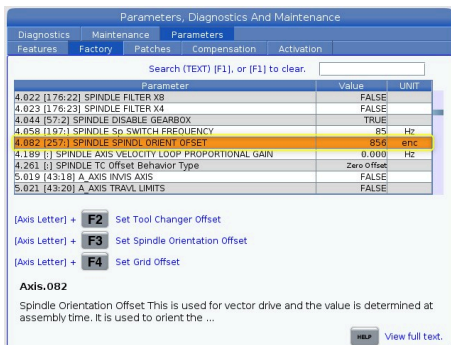 Parameters, Diagnostics And Maintenance
Diagnostics Maintenance Parameters
Features Factory Patches Compensation Activation
Search (TEXT) [F1], or [F1] to clear.
Parameter Value UNIT
4.022 [176:22] SPINDLE FILTER X8 FALSE
4.023 [176:23] SPINDLE FILTER X4 FALSE
4.044 [57:2] SPINDLE DISABLE GEARBOX TRUE
4.058 [197:] SPINDLE Sp SWITCH FREQUENCY 85 Hz
4.082 [257:] SPINDLE SPINDL ORIENT OFSET 856 enc
4.189 [:] SPINDLE AXIS VELOCITY LOOP PROPORTIONAL GAIN 0.000 Hz
4.261 [:] SPINDLE TC Offset Behavior Type Zero Offset
5.019 [43:18] A_AXIS INVIS AXIS FALSE
5.021 [43:20] A_AXIS TRAVL LIMITS FALSE
[Axis Letter] + F2 Set Tool Changer Offset
[Axis Letter] + F3 Set Spindle Orientation Offset
[Axis Letter] + F4 Set Grid Offset
Axis.082
Spindle Orientation Offset This is used for vector drive and the value is determined at
assembly time. It is used to orient the ...
HELP View full text.